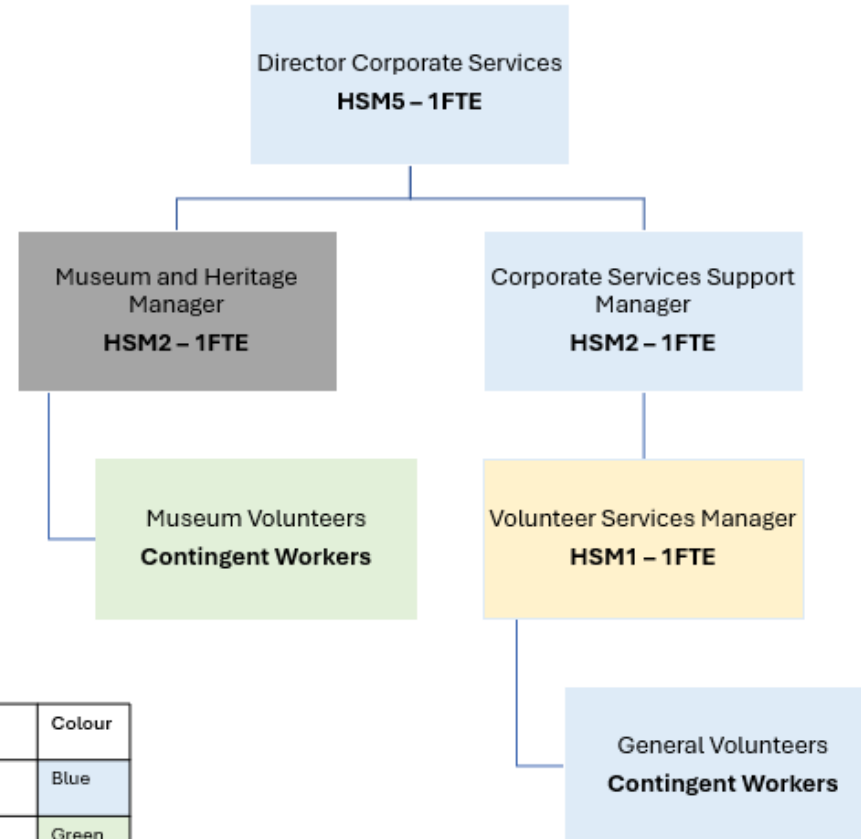 Director Corporate Services
HSM5 – 1FTE
Museum and Heritage
Manager
HSM2 – 1FTE
Corporate Services Support
Manager
HSM2 – 1FTE
Museum Volunteers
Contingent Workers
Volunteer Services Manager
HSM1 – 1FTE
General Volunteers
Contingent Workers
Colour
Blue
Green